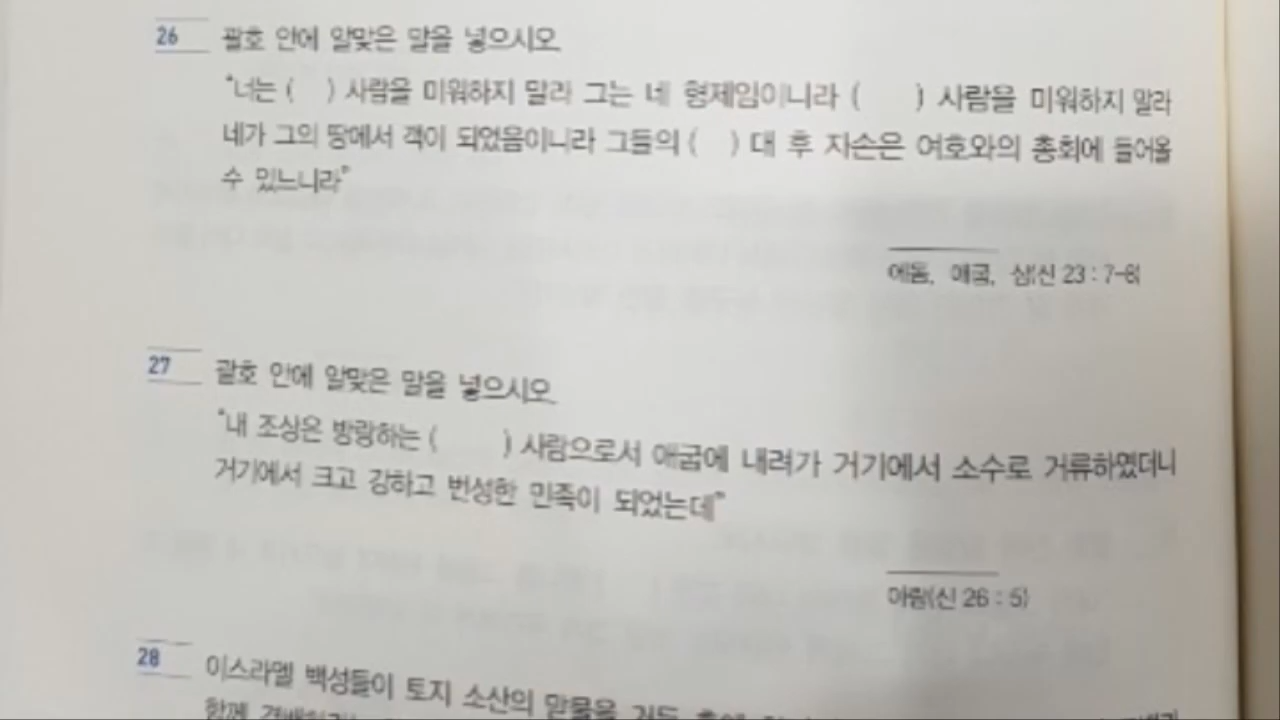 26 괄호 안에 알맞은 말을 넣으시오.
"너는 ( ) 사람을 미워하지 말라 그는 네 형제임이니라 ( ) 사람을 미워하지 말라
네가 그의 땅에서 객이 되었음이니라 그들의 ( ) 대 후 자손은 여호와의 총회에 들어올
수 있느니라"
에돔, 애굽, 삼(신 23 : 7-8)
27 괄호 안에 알맞은 말을 넣으시오.
"내 조상은 방랑하는 ( ) 사람으로서 애굽에 내려가 거기에서 소수로 거류하였더니
거기에서 크고 강하고 번성한 민족이 되었는데"
아람(신 26 : 5)
28 이스라엘 백성들이 토지 소산의 맏물을 거둔 후에
함께